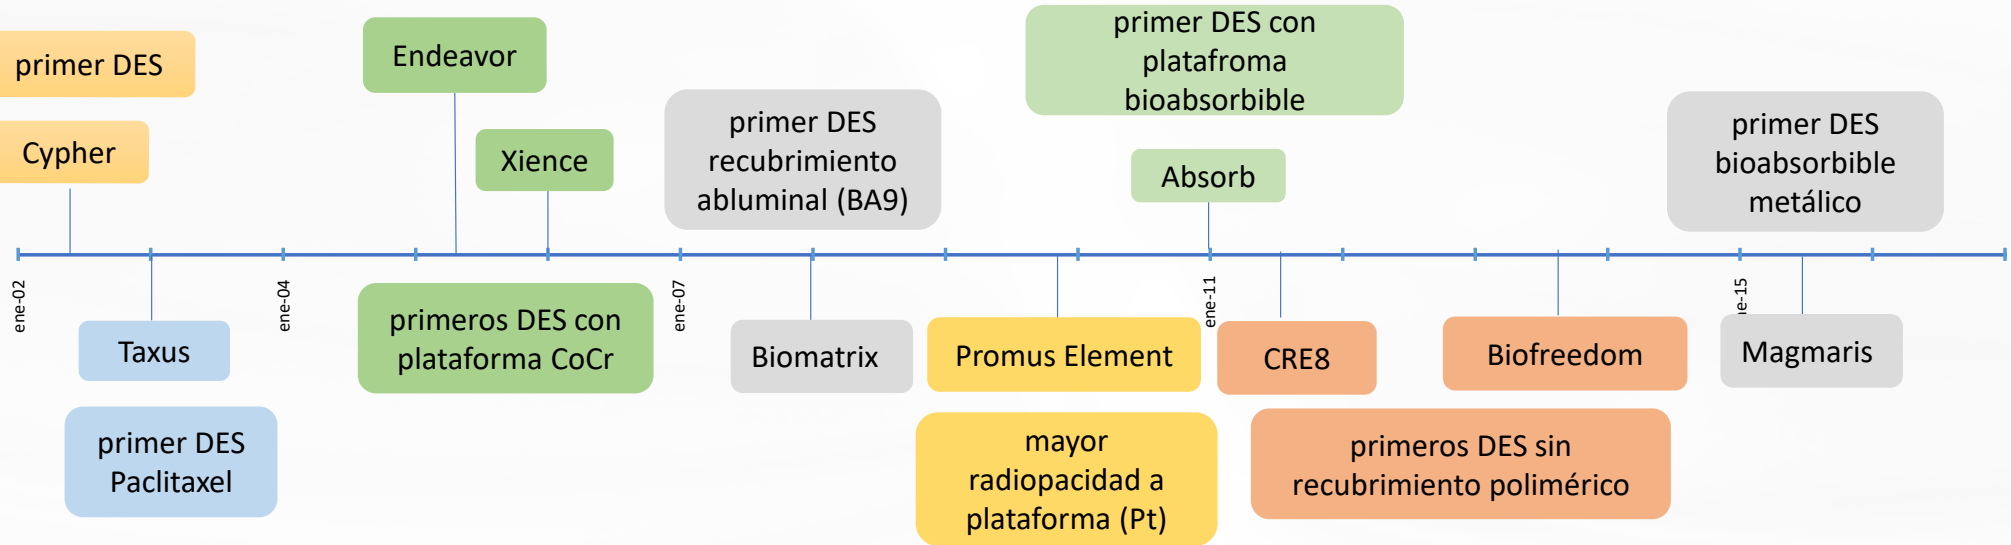 primer DES
Cypher
Endeavor
Xience
primer DES
recubrimiento
abluminal (BA9)
primer DES con
platafroma
bioabsorbible
Absorb
primer DES
bioabsorbible
metálico
ene-02
ene-04
ene-07
ene-11
ne-15
Taxus
primer DES
Paclitaxel
primeros DES con
plataforma CoCr
Biomatrix
Promus Element
mayor
radiopacidad a
plataforma (Pt)
CRE8
Biofreedom
primeros DES sin
recubrimiento polimérico
Magmaris